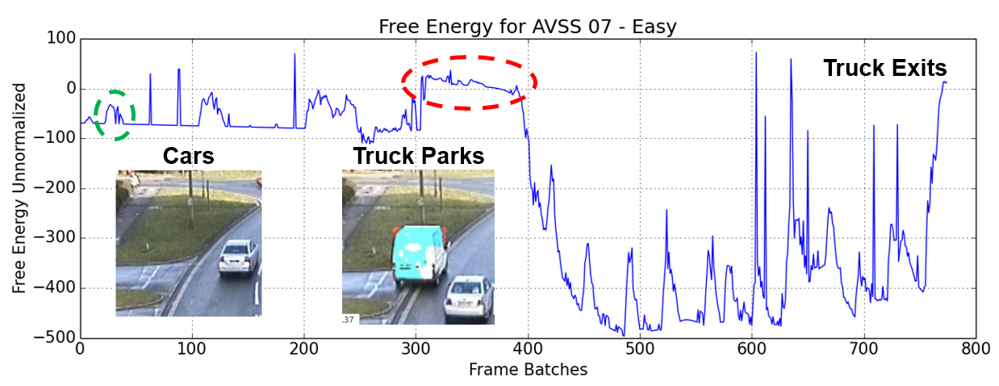 Free Energy for AVSS 07 - Easy
Free Energy Unnormalized
100
0
−100
−200
−300
−400
−500
Truck Exits
Cars
Truck Parks
.37
0
100
200
300
400
500
600
700
800
Frame Batches